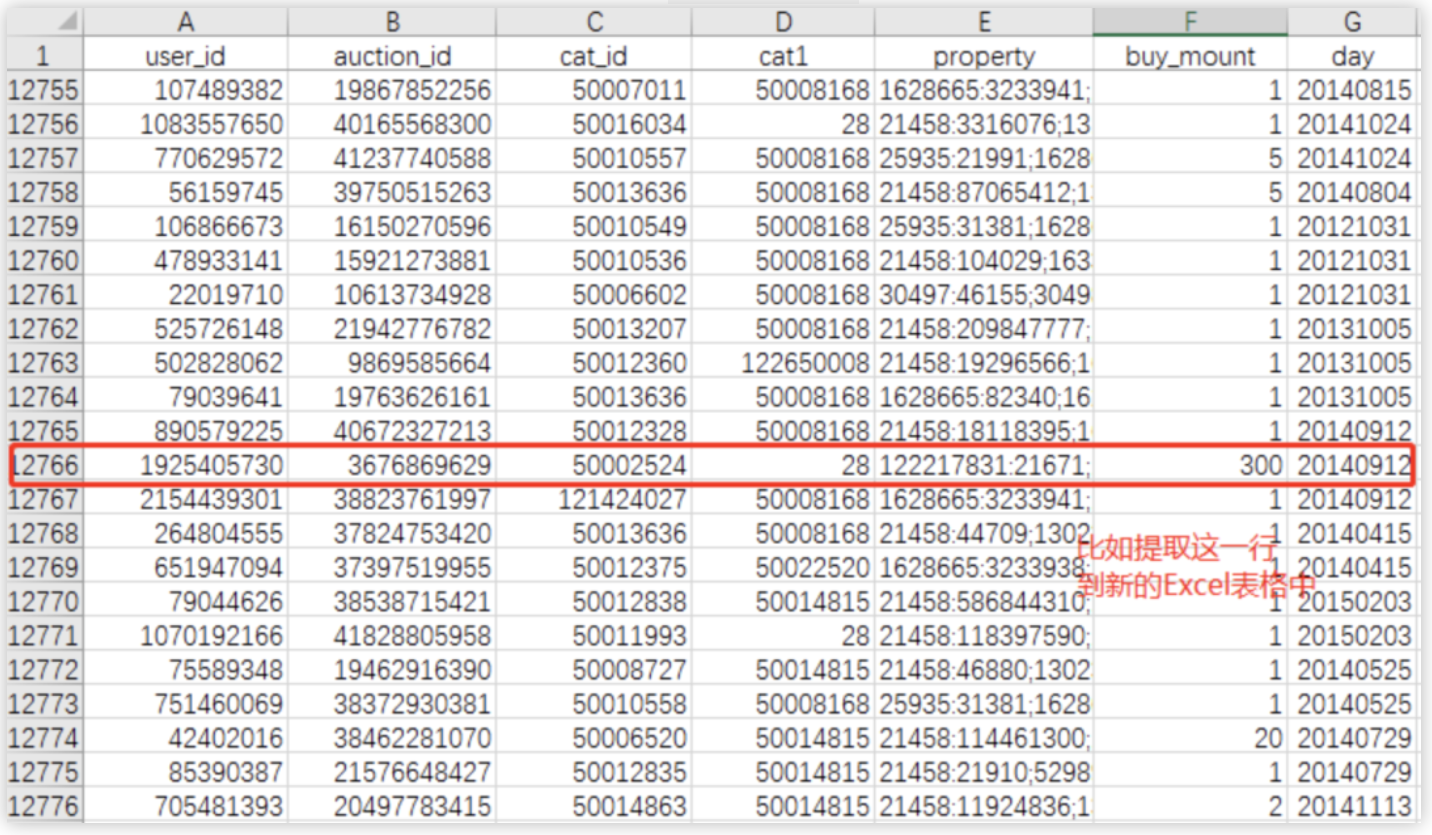 A B C D E F G
1 user_id auction_id cat_id cat1 property buy_mount day
12755 107489382 19867852256 50007011 50008168 1628665:3233941; 1 20140815
12756 1083557650 40165568300 50016034 28 21458:3316076;13 1 20141024
12757 770629572 41237740588 50010557 50008168 25935:21991;1628 5 20141024
12758 56159745 39750515263 50013636 50008168 21458:87065412;1 5 20140804
12759 106866673 16150270596 50010549 50008168 25935:31381;1628 1 20121031
12760 478933141 15921273881 50010536 50008168 21458:104029;163 1 20121031
12761 22019710 10613734928 50006602 50008168 30497:46155;3049 1 20121031
12762 525726148 21942776782 50013207 50008168 21458:209847777; 1 20131005
12763 502828062 9869585664 50012360 122650008 21458:19296566;1 1 20131005
12764 79039641 19763626161 50013636 50008168 1628665:82340;16 1 20131005
12765 890579225 40672327213 50012328 50008168 21458:18118395;1 1 20140912
12766 1925405730 3676869629 50002524 28 122217831:21671; 300 20140912
12767 2154439301 38823761997 121424027 50008168 1628665:3233941; 1 20140912
12768 264804555 37824753420 50013636 50008168 21458:44709;1302 1 20140415
比如提取这一行
12769 651947094 37397519955 50012375 50022520 1628665:3233938; 1 20140415
到新的Excel表格中
12770 79044626 38538715421 50012838 50014815 21458:586844310; 1 20150203
12771 1070192166 41828805958 50011993 28 21458:118397590; 1 20150203
12772 75589348 19462916390 50008727 50014815 21458:46880;1302 1 20140525
12773 751460069 38372930381 50010558 50008168 25935:31381;1628 1 20140525
12774 42402016 38462281070 50006520 50014815 21458:114461300; 20 20140729
12775 85390387 21576648427 50012835 50014815 21458:21910;5298 1 20140729
12776 705481393 20497783415 50014863 50014815 21458:11924836;1 2 20141113